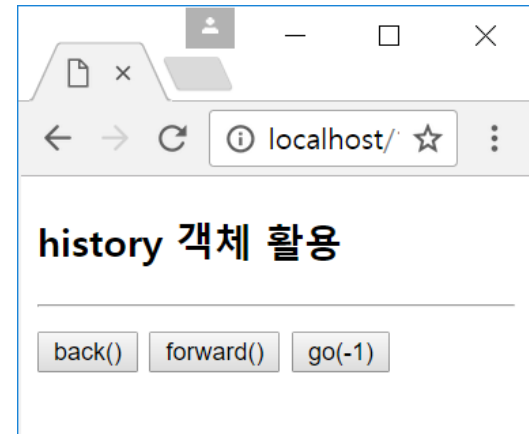 localhost/
history 객체 활용
back() forward() go(-1)